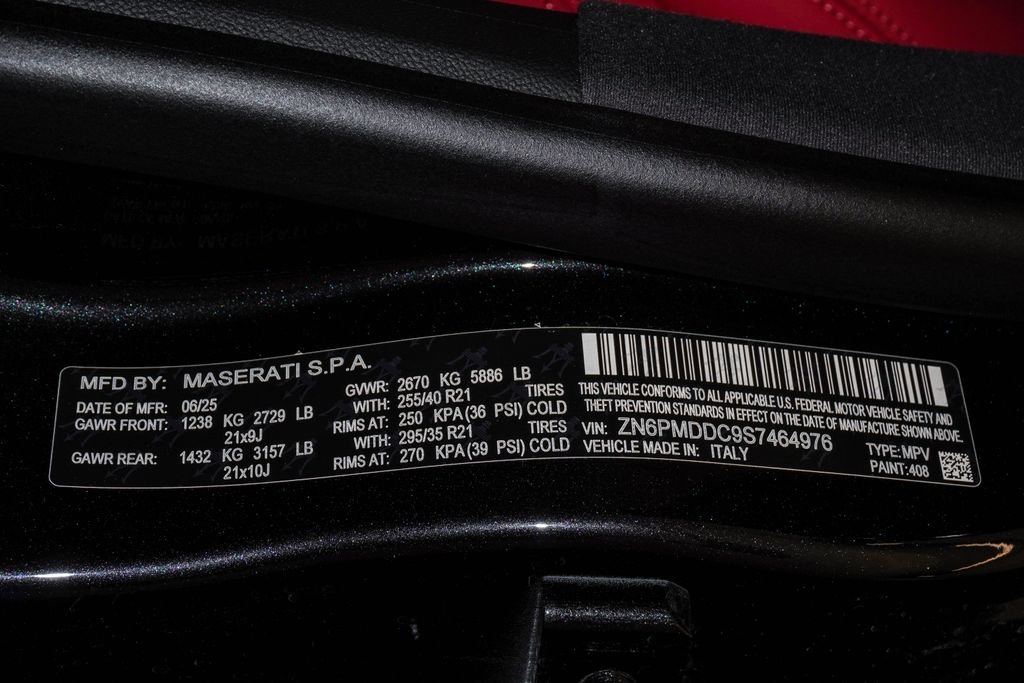 MFD BY: MASERATI S.P.A.
DATE OF MFR: 06/25 GVWR: 2670 KG 5886 LB
GAWR FRONT: 1238 KG 2729 LB WITH: 255/40 R21 TIRES
21x9J RIMS AT: 250 KPA(36 PSI) COLD
GAWR REAR: 1432 KG 3157 LB WITH: 295/35 R21 TIRES
21x10J RIMS AT: 270 KPA(39 PSI) COLD
THIS VEHICLE CONFORMS TO ALL APPLICABLE U.S. FEDERAL MOTOR VEHICLE SAFETY AND
THEFT PREVENTION STANDARDS IN EFFECT ON THE DATE OF MANUFACTURE SHOWN ABOVE.
VIN: ZN6PMDDC9S7464976
VEHICLE MADE IN: ITALY TYPE: MPV
PAINT: 408